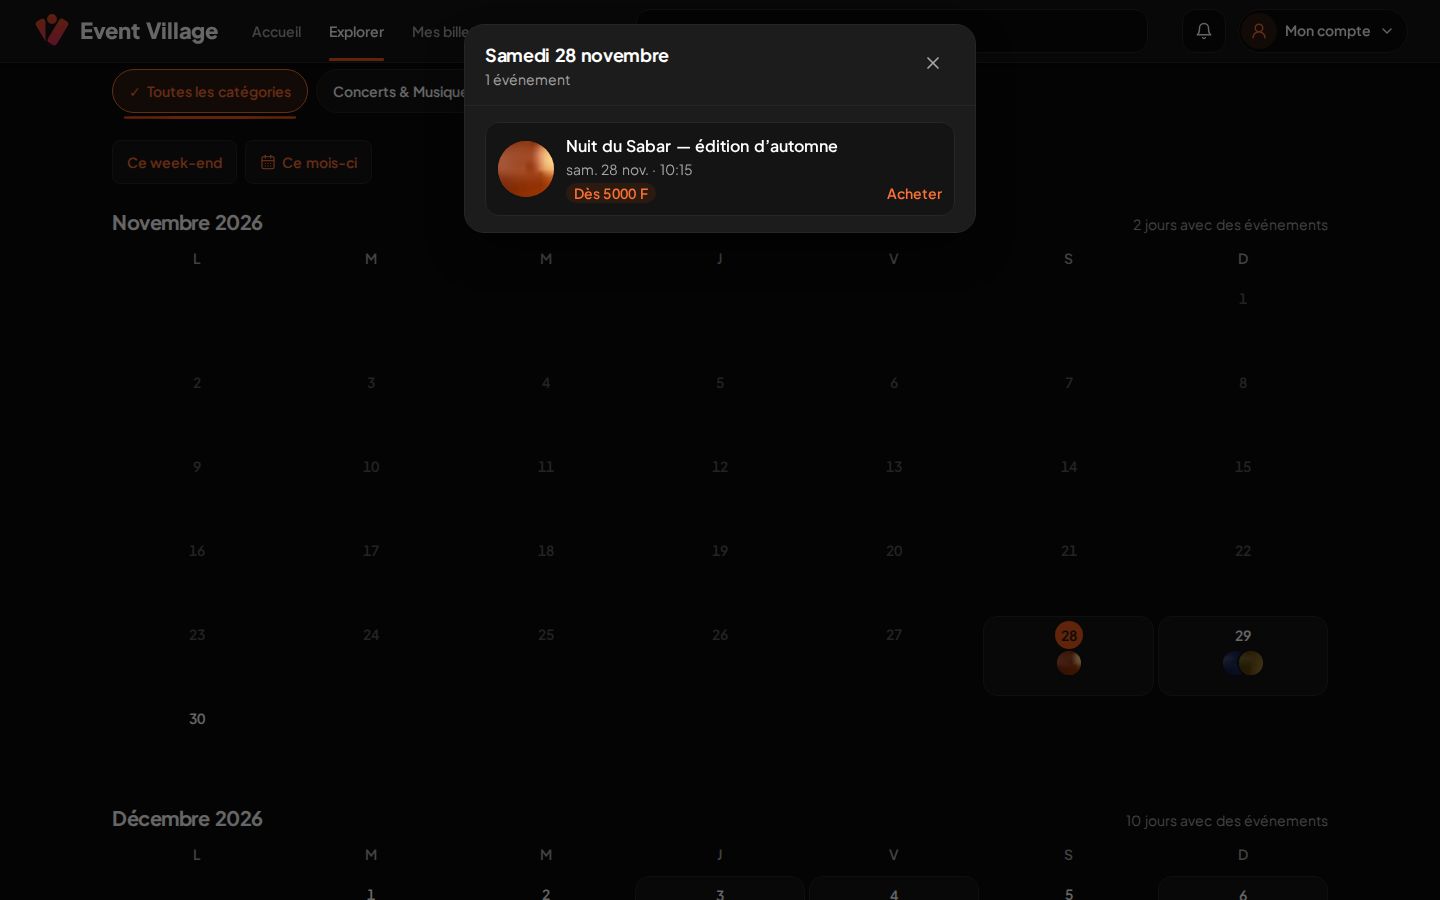 Event Village
Accueil
Explorer
Mes bille
Mon compte
Samedi 28 novembre
1 événement
Nuit du Sabar — édition d’automne
sam. 28 nov. · 10:15
Dès 5000 F
Acheter
✓ Toutes les catégories
Concerts & Musique
Ce week-end
Ce mois-ci
Novembre 2026
2 jours avec des événements
L M M J V S D
1
2 3 4 5 6 7 8
9 10 11 12 13 14 15
16 17 18 19 20 21 22
23 24 25 26 27 28 29
30
Décembre 2026
10 jours avec des événements
L M M J V S D
1 2 3 4 5 6